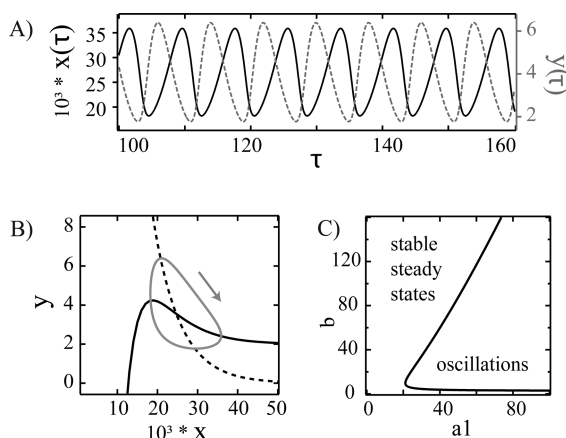 A)
10³ * x(τ)
35
30
25
20
6
4
2
y(τ)
100
120
140
160
τ
B)
y
8
6
4
2
0
10
20
30
40
50
10³ * x
C)
b
120
80
40
0
stable
steady
states
oscillations
0
40
80
a1